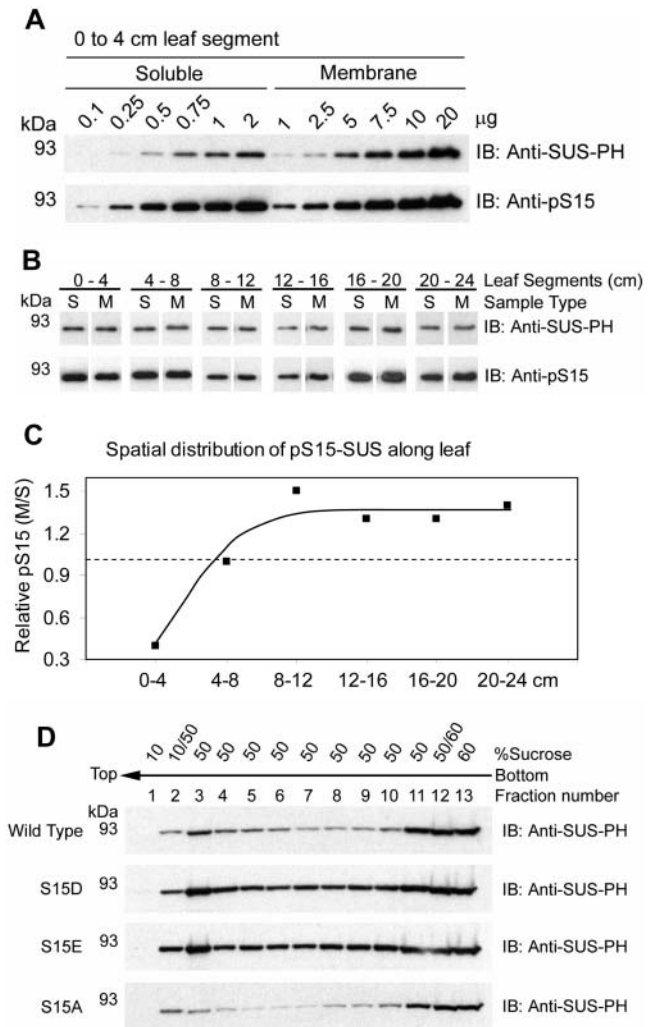 A
0 to 4 cm leaf segment
Soluble Membrane
kDa 0.1 0.25 0.5 0.75 1 2 1 2.5 5 7.5 10 20 μg
93 IB: Anti-SUS-PH
93 IB: Anti-pS15
B
0 - 4 4 - 8 8 - 12 12 - 16 16 - 20 20 - 24 Leaf Segments (cm)
kDa S M S M S M S M S M S M Sample Type
93 IB: Anti-SUS-PH
93 IB: Anti-pS15
C
Spatial distribution of pS15-SUS along leaf
Relative pS15 (M/S)
1.5
1.2
0.9
0.6
0.3
0-4 4-8 8-12 12-16 16-20 20-24 cm
D
10 10/50 50 50 50 50 50 50 50 50 50 50/60 60 %Sucrose
Top Bottom
1 2 3 4 5 6 7 8 9 10 11 12 13 Fraction number
kDa
Wild Type 93 IB: Anti-SUS-PH
S15D 93 IB: Anti-SUS-PH
S15E 93 IB: Anti-SUS-PH
S15A 93 IB: Anti-SUS-PH